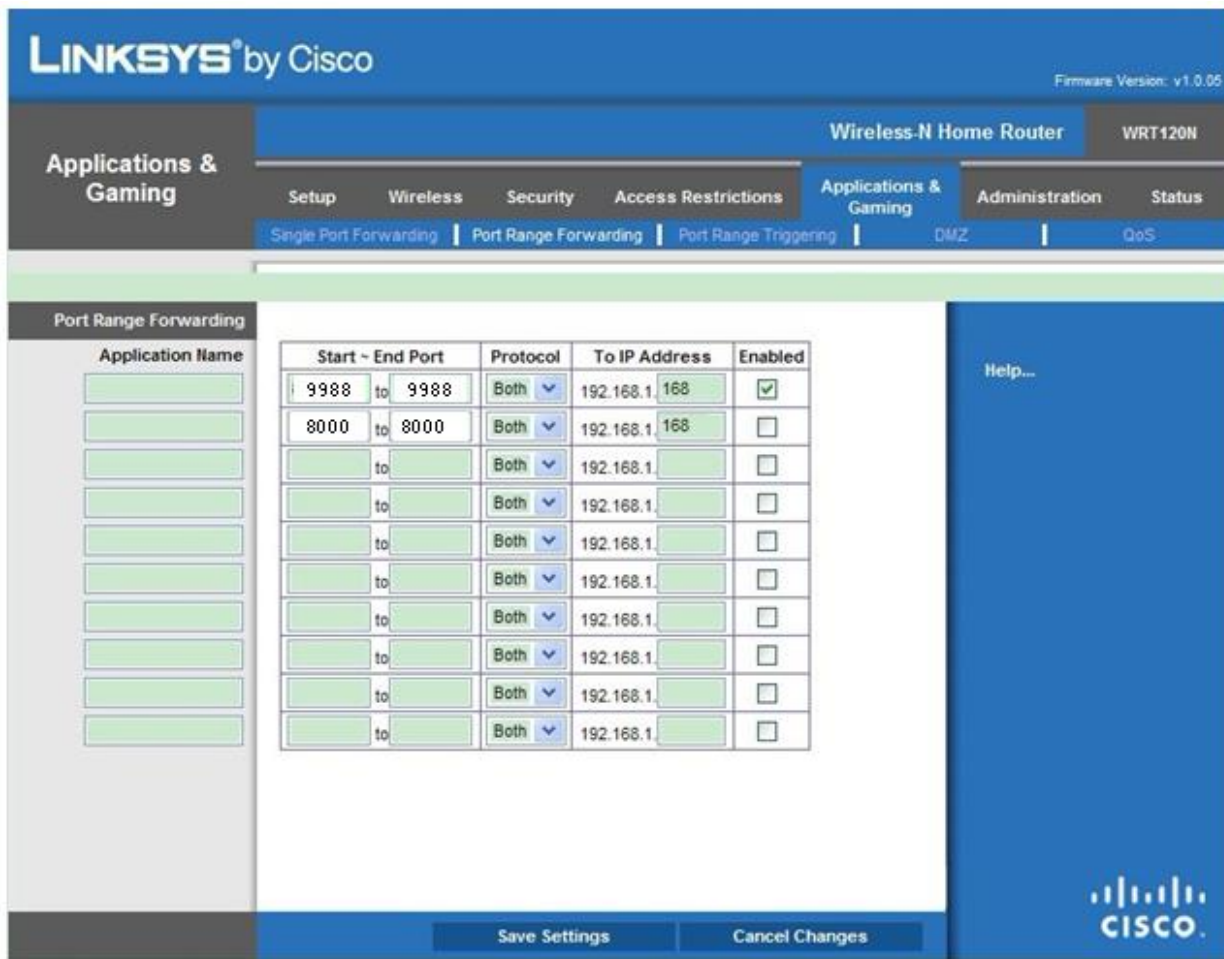 LINKSYS® by Cisco
Firmware Version: v1.0.05
Applications & Gaming
Wireless-N Home Router WRT120N
Setup Wireless Security Access Restrictions Applications & Gaming Administration Status
Single Port Forwarding Port Range Forwarding Port Range Triggering DMZ QoS
Port Range Forwarding
Application Name Start ~ End Port Protocol To IP Address Enabled
Help...
9988 to 9988 Both 192.168.1. 168
8000 to 8000 Both 192.168.1. 168
to Both 192.168.1.
to Both 192.168.1.
to Both 192.168.1.
to Both 192.168.1.
to Both 192.168.1.
to Both 192.168.1.
to Both 192.168.1.
to Both 192.168.1.
Save Settings Cancel Changes
CISCO.